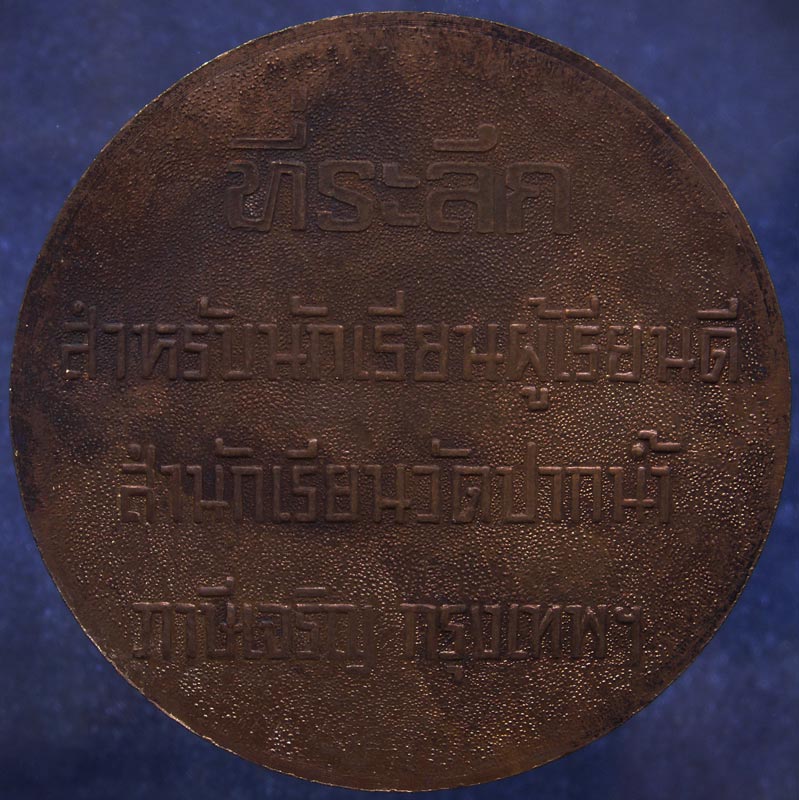 ที่ระลึก
สำหรับนักเรียนผู้เรียนดี
สำนักเรียนวัดปากน้ำ
ภาษีเจริญ กรุงเทพฯ